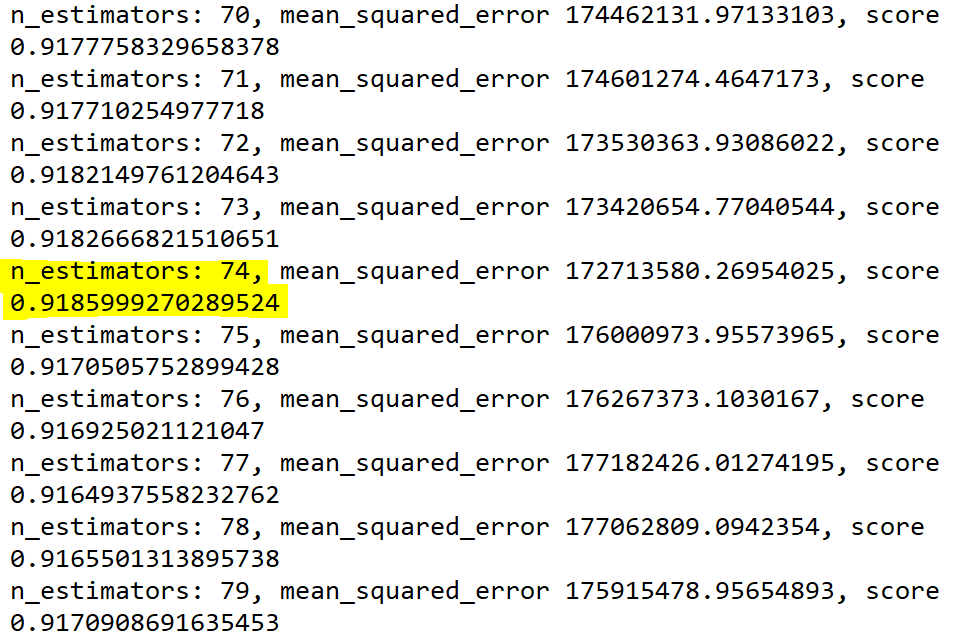 n_estimators: 70, mean_squared_error 174462131.97133103, score
0.9177758329658378
n_estimators: 71, mean_squared_error 174601274.4647173, score
0.917710254977718
n_estimators: 72, mean_squared_error 173530363.93086022, score
0.9182149761204643
n_estimators: 73, mean_squared_error 173420654.77040544, score
0.9182666821510651
n_estimators: 74, mean_squared_error 172713580.26954025, score
0.9185999270289524
n_estimators: 75, mean_squared_error 176000973.95573965, score
0.9170505752899428
n_estimators: 76, mean_squared_error 176267373.1030167, score
0.916925021121047
n_estimators: 77, mean_squared_error 177182426.01274195, score
0.9164937558232762
n_estimators: 78, mean_squared_error 177062809.0942354, score
0.9165501313895738
n_estimators: 79, mean_squared_error 175915478.95654893, score
0.9170908691635453